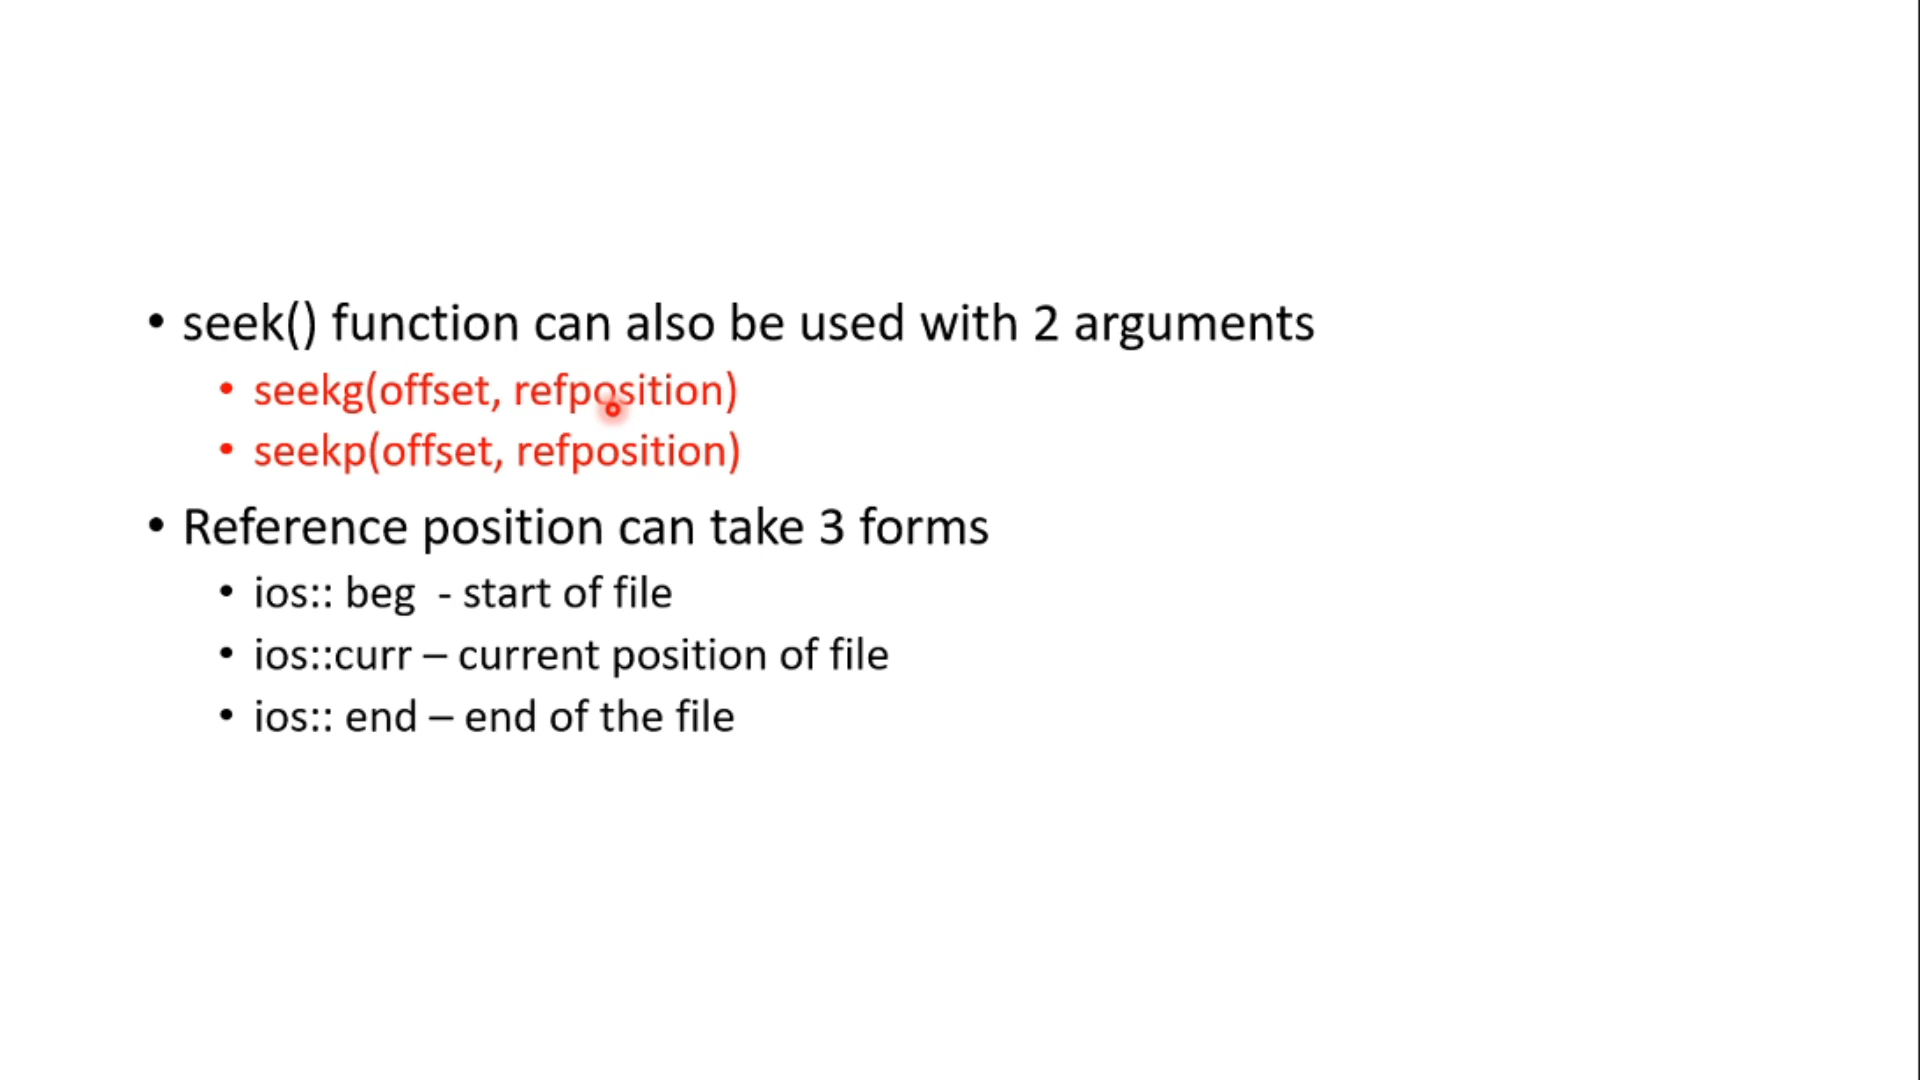 • seek() function can also be used with 2 arguments
• seekg(offset, refposition)
• seekp(offset, refposition)
• Reference position can take 3 forms
• ios:: beg  - start of file
• ios::curr – current position of file
• ios:: end – end of the file